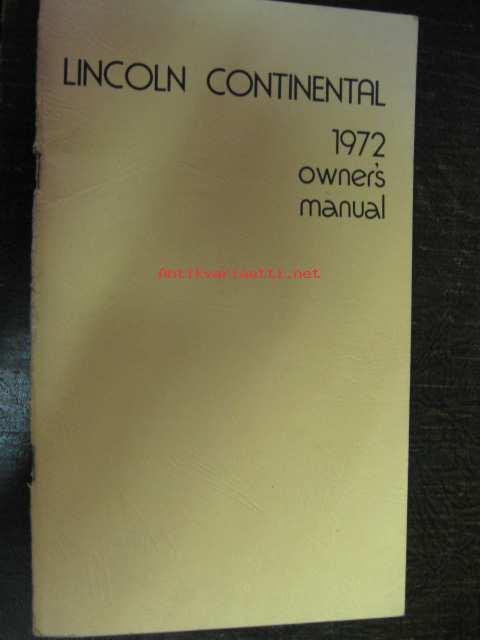 LINCOLN CONTINENTAL
1972
owner's
manual
Antikvariaatti.net